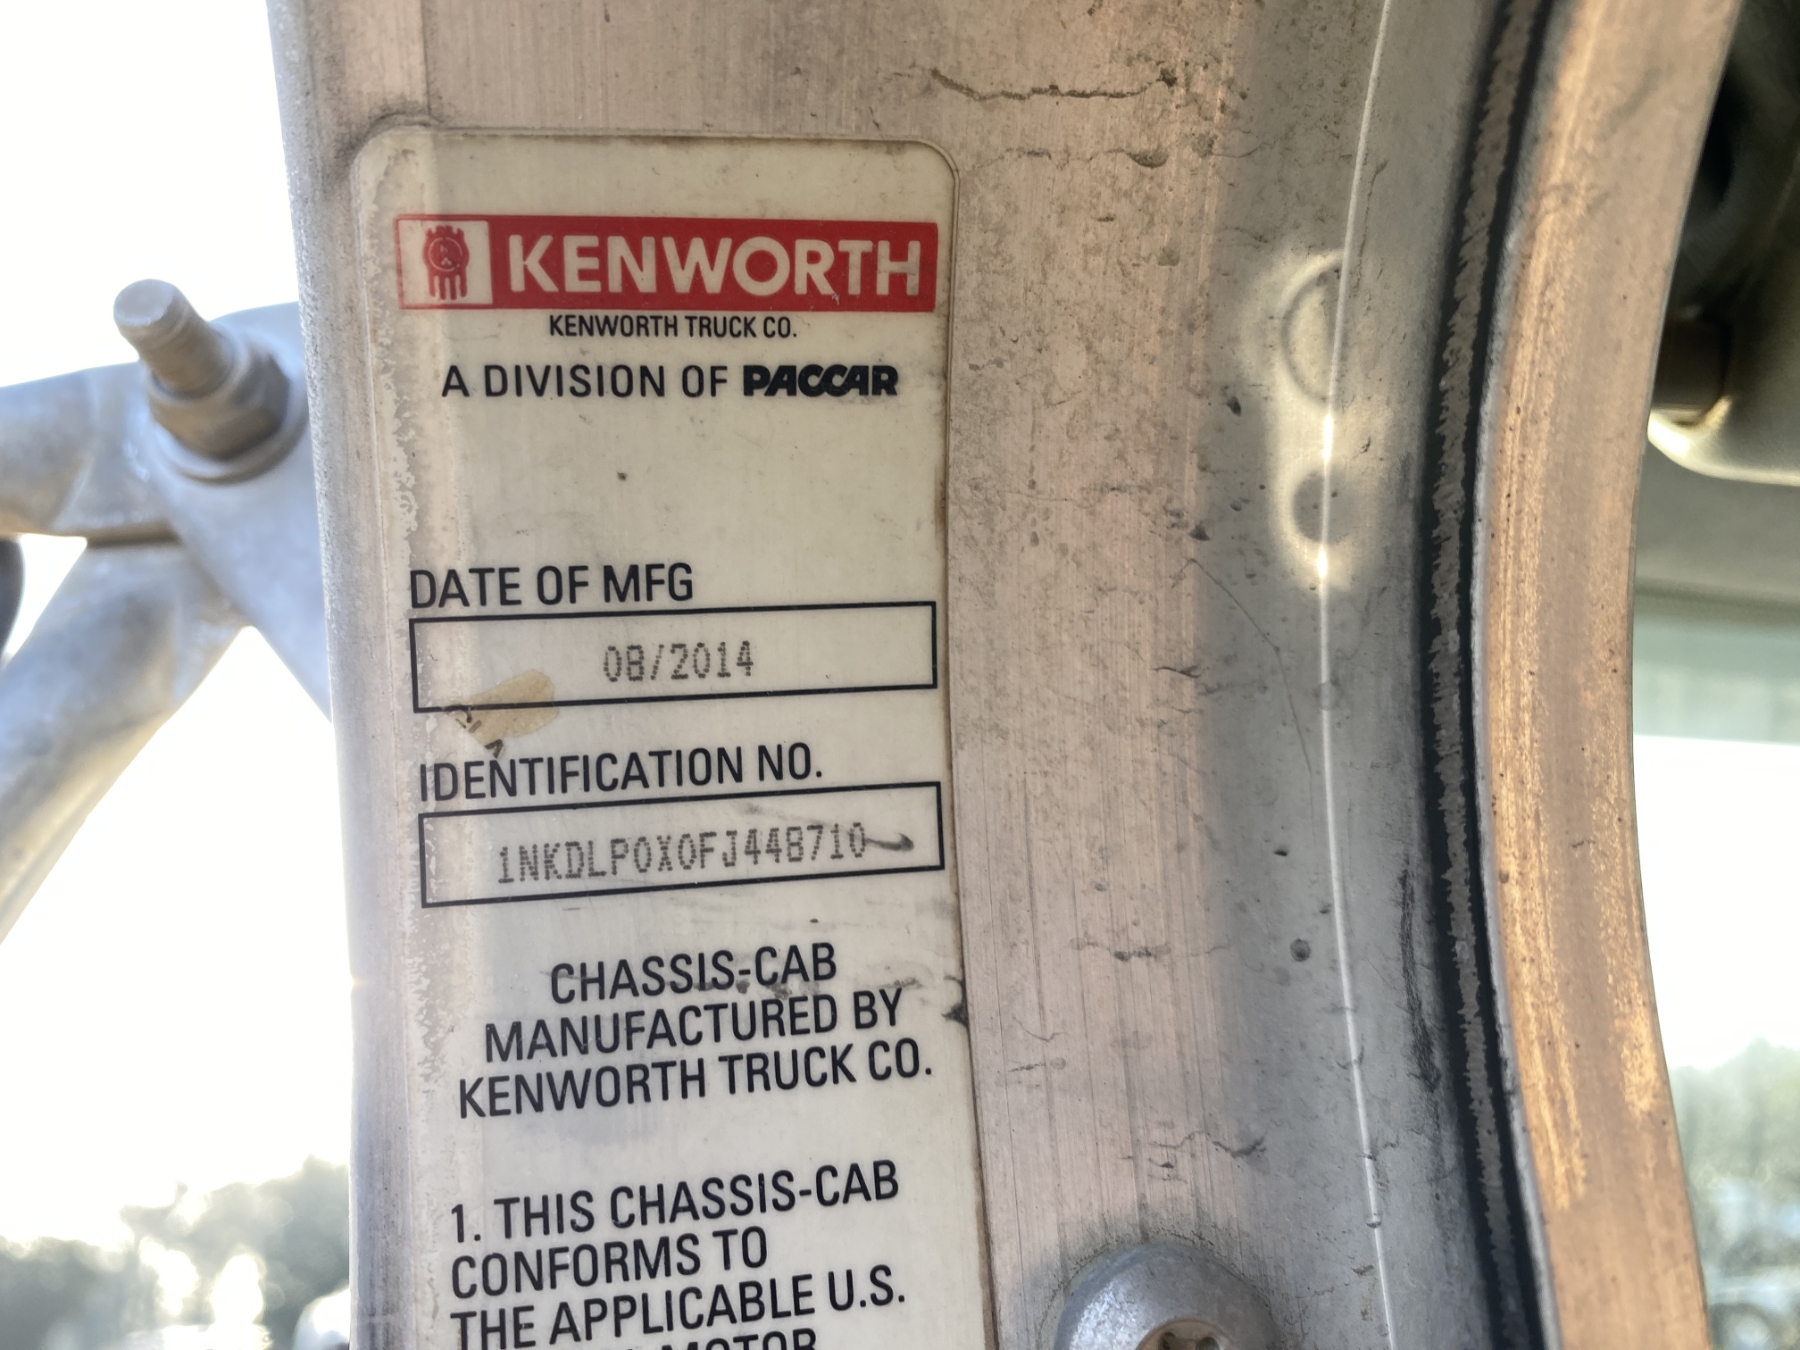 KENWORTH
KENWORTH TRUCK CO.
A DIVISION OF PACCAR
DATE OF MFG
08/2014
IDENTIFICATION NO.
1NKDLP0X0FJ448710
CHASSIS-CAB
MANUFACTURED BY
KENWORTH TRUCK CO.
1. THIS CHASSIS-CAB
CONFORMS TO
THE APPLICABLE U.S.
MOTOR